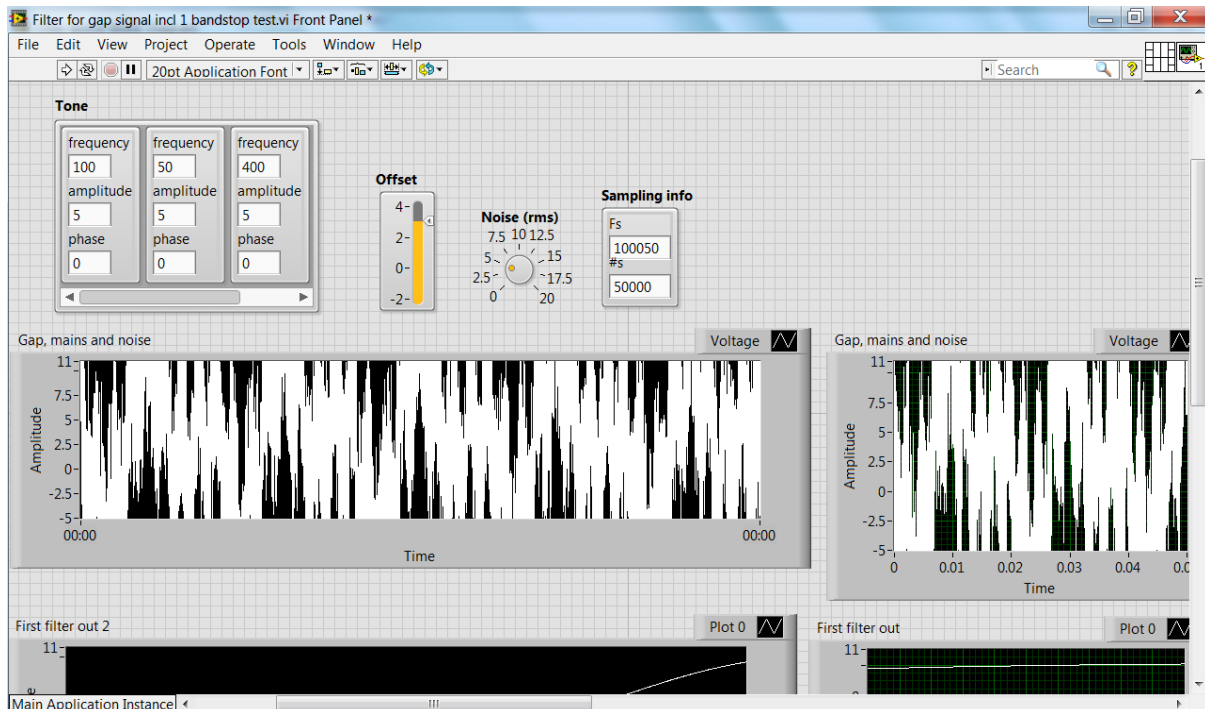 Filter for gap signal incl 1 bandstop test.vi Front Panel *
File Edit View Project Operate Tools Window Help
20pt Application Font
Search
1
Tone
frequency frequency frequency
100 50 400
amplitude amplitude amplitude
5 5 5
phase phase phase
0 0 0
Offset
4
2
0
-2
Noise (rms)
7.5 10 12.5
5 15
2.5 17.5
0 20
Sampling info
Fs
100050
#s
50000
Gap, mains and noise
Voltage
11
7.5
5
2.5
0
-2.5
-5
Amplitude
00:00 00:00
Time
Gap, mains and noise
Voltage
11
7.5
5
2.5
0
-2.5
-5
Amplitude
0 0.01 0.02 0.03 0.04
Time
First filter out 2
Plot 0
11
First filter out
Plot 0
11
Main Application Instance